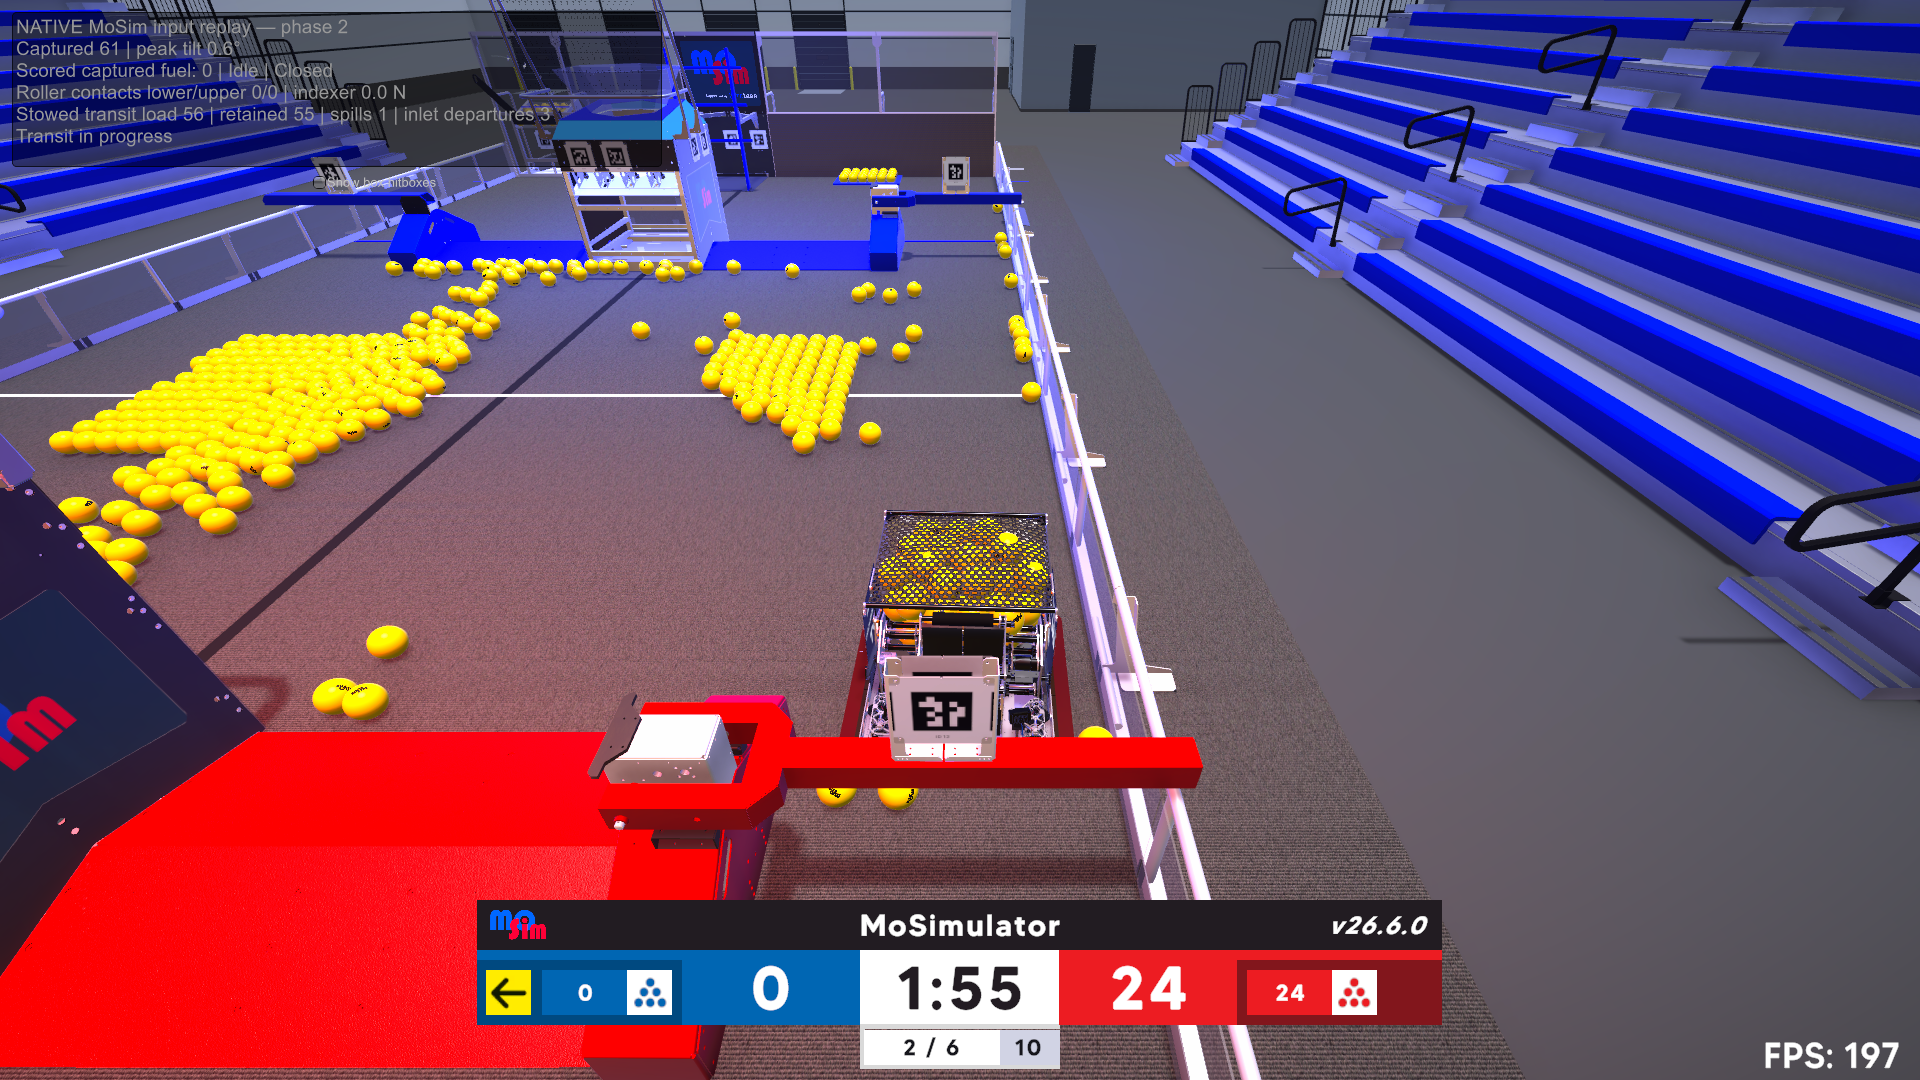 NATIVE MoSim input replay — phase 2
Captured 61 | peak tilt 0.6°
Scored captured fuel: 0 | Idle | Closed
Roller contacts lower/upper 0/0 | indexer 0.0 N
Stowed transit load 56 | retained 55 | spills 1 | inlet departures 3
Transit in progress
Show box hitboxes
mosim
mosim
MoSimulator
v26.6.0
0
0
1:55
24
24
2 / 6
10
FPS: 197